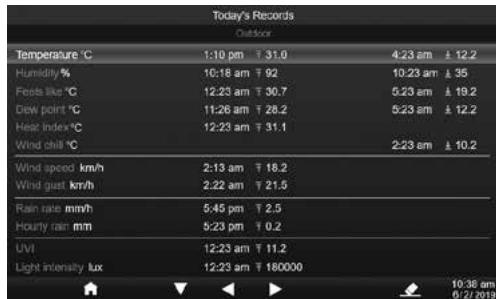 Today's Records
Outdoor
Temperature °C 1:10 pm 31.0 4:23 am 12.2
Humidity % 10:18 am 92 10:23 am 35
Feels like °C 12:23 am 30.7 5:23 am 19.2
Dew point °C 11:26 am 28.2 5:23 am 12.2
Heat index °C 12:23 am 31.1
Wind chill °C 2:23 am 10.2
Wind speed km/h 2:13 am 18.2
Wind gust km/h 2:22 am 21.5
Rain rate mm/h 5:45 pm 2.5
Hourly rain mm 5:23 pm 0.2
UVI 12:23 am 11.2
Light intensity lux 12:23 am 180000
10:38 am
6/2/2019